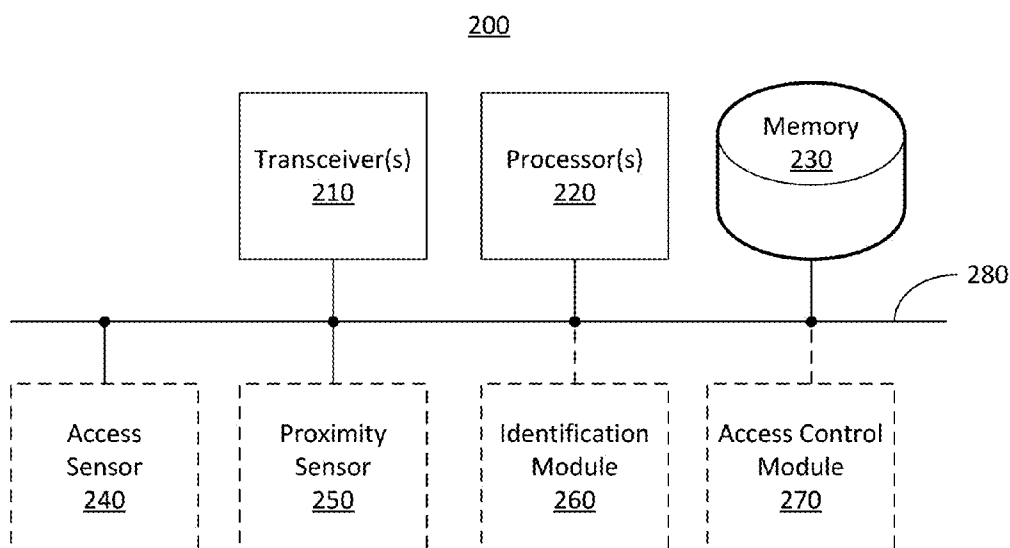 200
Transceiver(s)
210
Processor(s)
220
Memory
230
280
Access
Sensor
240
Proximity
Sensor
250
Identification
Module
260
Access Control
Module
270